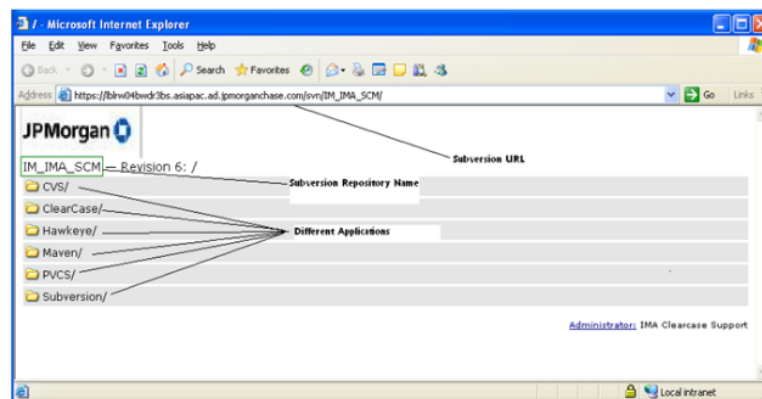 / - Microsoft Internet Explorer
File Edit View Favorites Tools Help
Back Search Favorites
Address https://lblrw04bwdr3bs.asiapac.ad.jpmorganchase.com/svn/IM_IMA_SCM/ Go Links
JPMorgan
Subversion URL
IM_IMA_SCM — Revision 6: /
Subversion Repository Name
CVS/
ClearCase/
Hawkeye/
Different Applications
Maven/
PVCS/
Subversion/
Administrator: IMA Clearcase Support
Local intranet